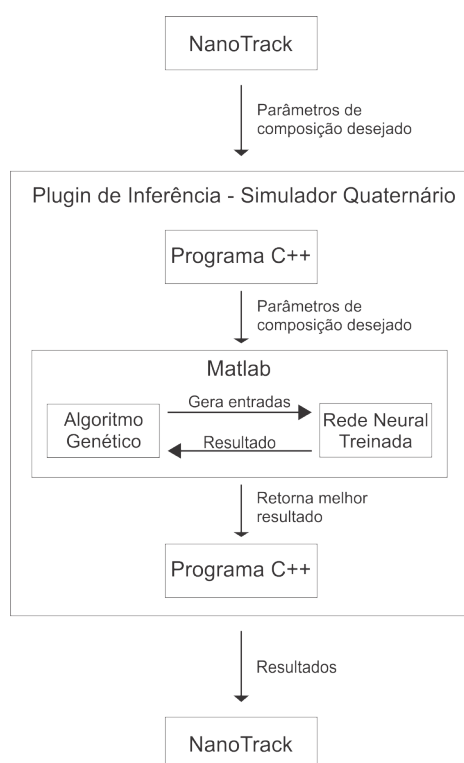 NanoTrack
Parâmetros de
composição desejado
Plugin de Inferência - Simulador Quaternário
Programa C++
Parâmetros de
composição desejado
Matlab
Algoritmo
Genético
Gera entradas
Resultado
Rede Neural
Treinada
Retorna melhor
resultado
Programa C++
Resultados
NanoTrack